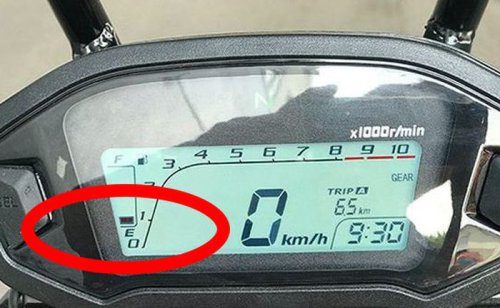 N
x1000r/min
F 3 4 5 6 7 8 9 10
2 GEAR
TRIP A
1 65 km
E
0 0 km/h 9:30
SEL